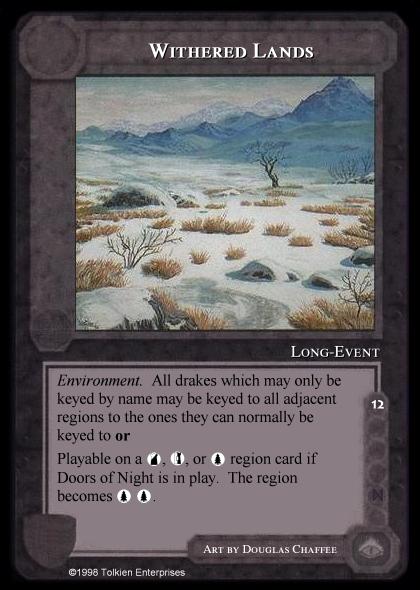 Withered Lands
Long-Event
Environment. All drakes which may only be
keyed by name may be keyed to all adjacent
regions to the ones they can normally be
keyed to or
12
Playable on a , , or region card if
Doors of Night is in play. The region
becomes .
Art by Douglas Chaffee
©1998 Tolkien Enterprises